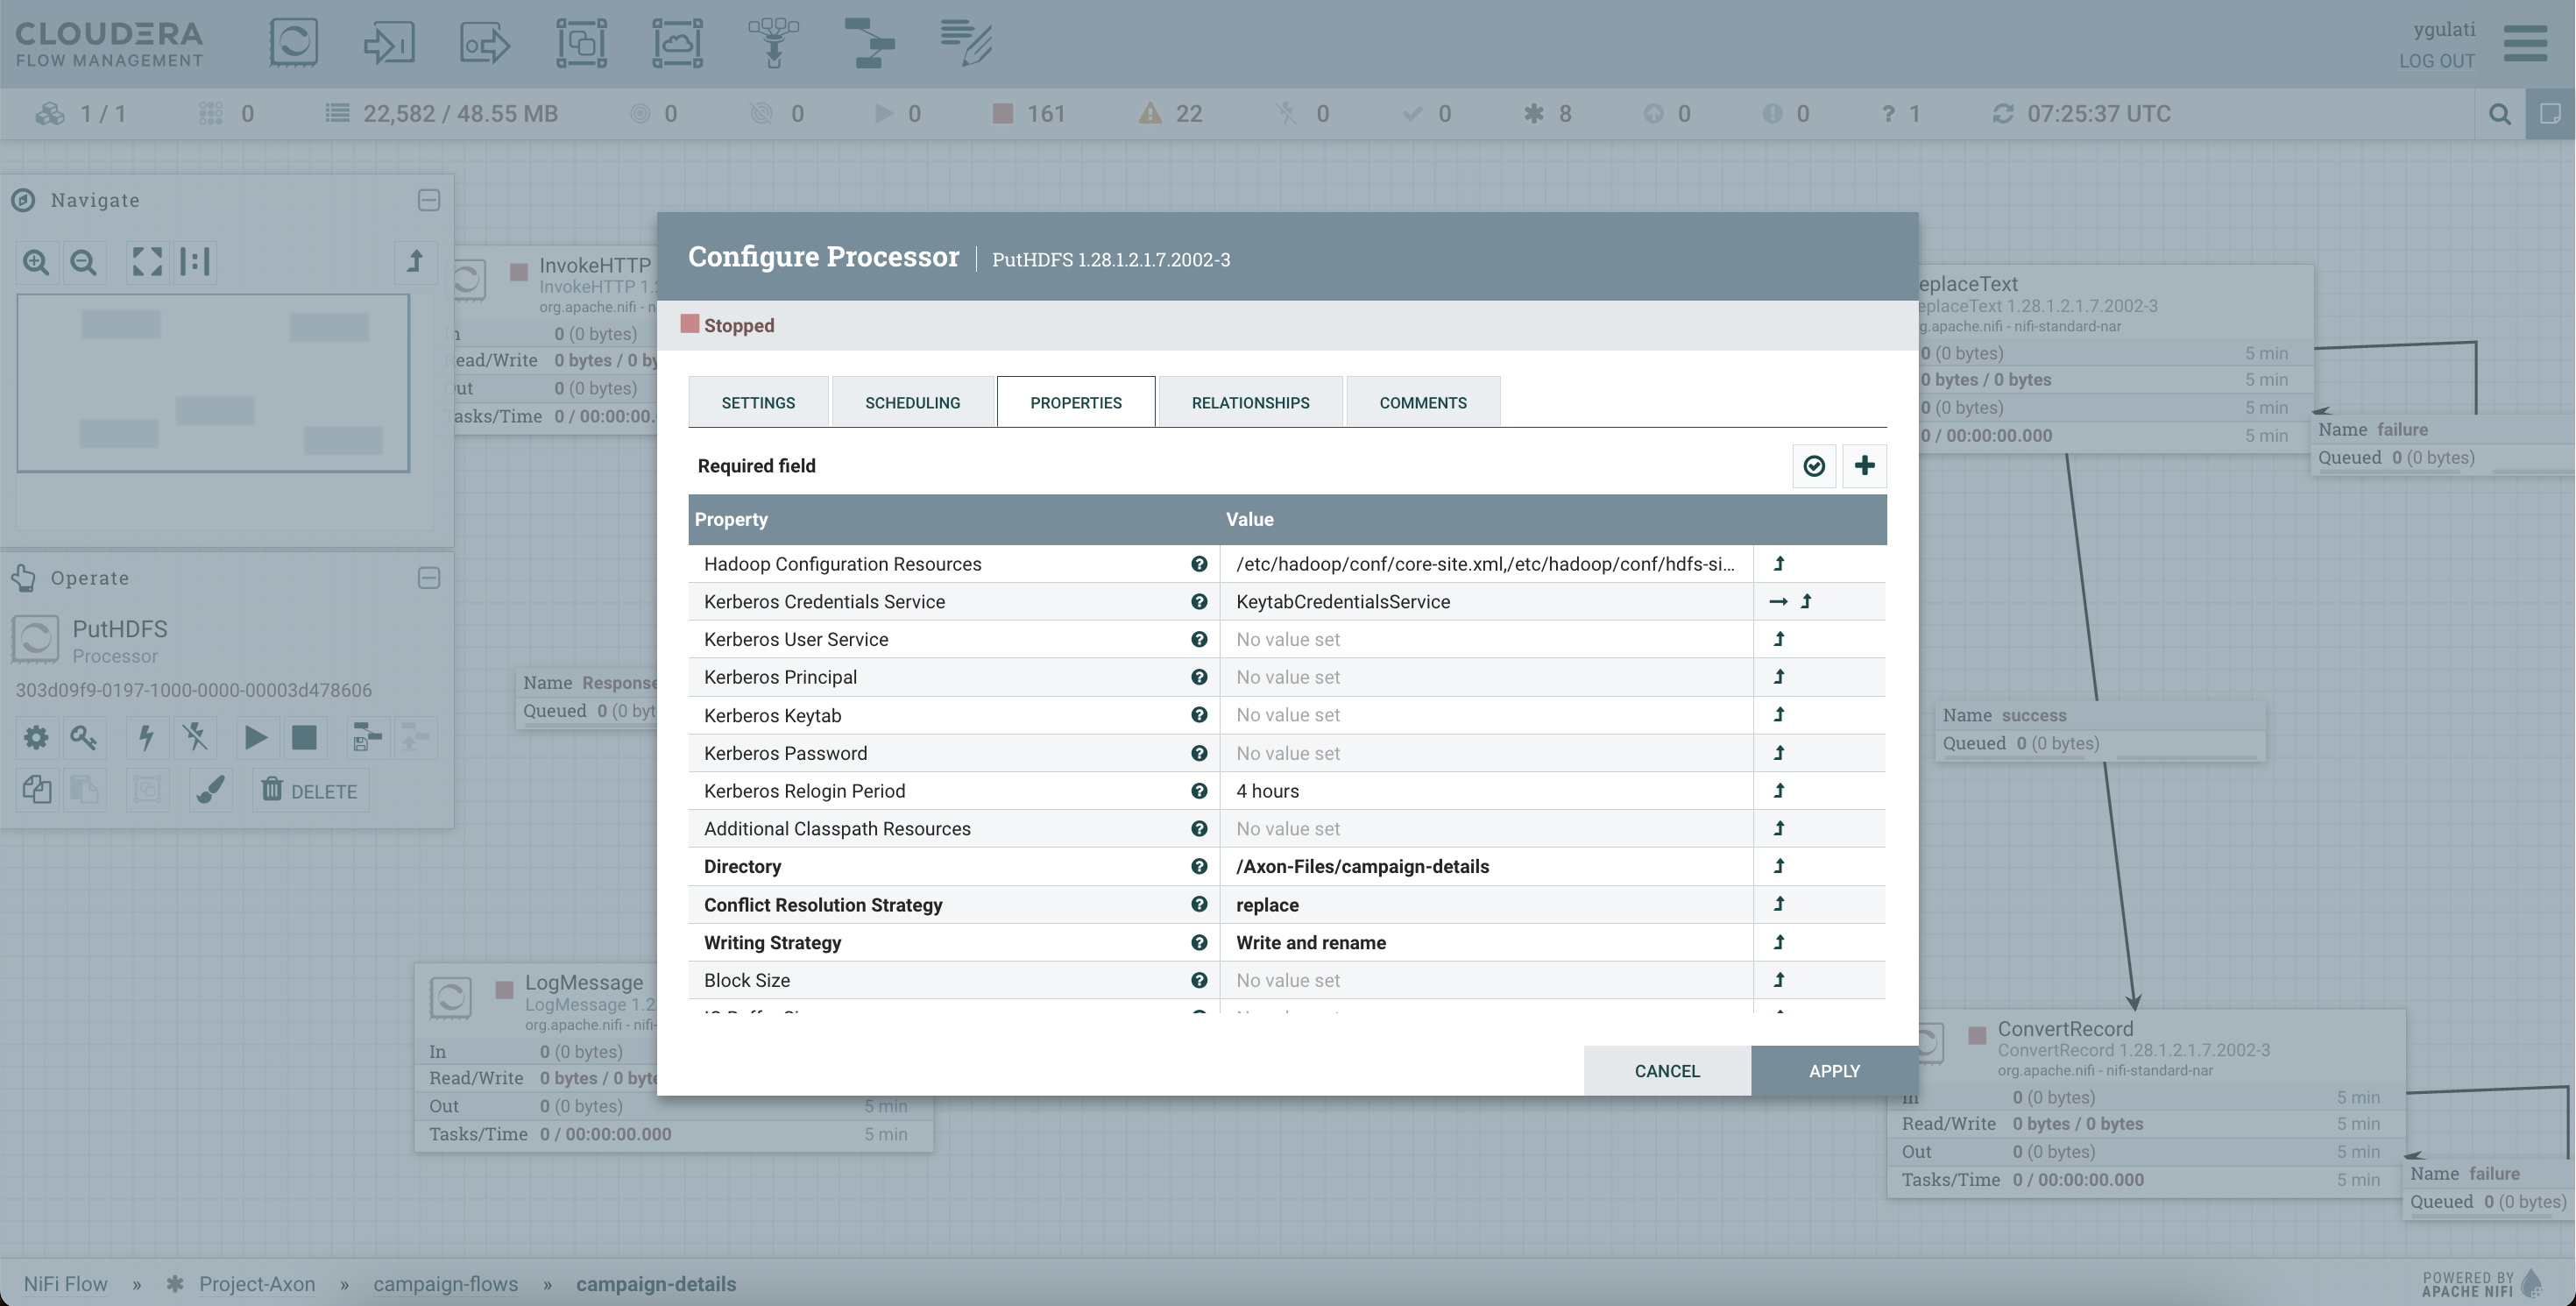 CLOUDERA
FLOW MANAGEMENT
ygulati
LOG OUT
1 / 1
0
22,582 / 48.55 MB
0
0
0
161
22
0
0
8
0
0
? 1
07:25:37 UTC
Navigate
Operate
PutHDFS
Processor
303d09f9-0197-1000-0000-00003d478606
DELETE
InvokeHTTP
InvokeHTTP 1.2
org.apache.nifi - n
In
0 (0 bytes)
Read/Write 0 bytes / 0 by
Out
0 (0 bytes)
Tasks/Time 0 / 00:00:00.
Name Response
Queued 0 (0 byt
LogMessage
LogMessage 1.2
org.apache.nifi - nifi-
In 0 (0 bytes)
Read/Write 0 bytes / 0 byte
Out 0 (0 bytes) 5 min
Tasks/Time 0 / 00:00:00.000 5 min
Configure Processor
PutHDFS 1.28.1.2.1.7.2002-3
Stopped
SETTINGS
SCHEDULING
PROPERTIES
RELATIONSHIPS
COMMENTS
Required field
Property Value
Hadoop Configuration Resources /etc/hadoop/conf/core-site.xml,/etc/hadoop/conf/hdfs-si...
Kerberos Credentials Service KeytabCredentialsService
Kerberos User Service No value set
Kerberos Principal No value set
Kerberos Keytab No value set
Kerberos Password No value set
Kerberos Relogin Period 4 hours
Additional Classpath Resources No value set
Directory /Axon-Files/campaign-details
Conflict Resolution Strategy replace
Writing Strategy Write and rename
Block Size No value set
CANCEL
APPLY
eplaceText
eplaceText 1.28.1.2.1.7.2002-3
g.apache.nifi - nifi-standard-nar
0 (0 bytes) 5 min
0 bytes / 0 bytes 5 min
0 (0 bytes) 5 min
0 / 00:00:00.000 5 min
Name failure
Queued 0 (0 bytes)
Name success
Queued 0 (0 bytes)
ConvertRecord
ConvertRecord 1.28.1.2.1.7.2002-3
org.apache.nifi - nifi-standard-nar
In 0 (0 bytes) 5 min
Read/Write 0 bytes / 0 bytes 5 min
Out 0 (0 bytes) 5 min
Tasks/Time 0 / 00:00:00.000 5 min
Name failure
Queued 0 (0 bytes)
NiFi Flow » Project-Axon » campaign-flows » campaign-details
POWERED BY
APACHE NIFI